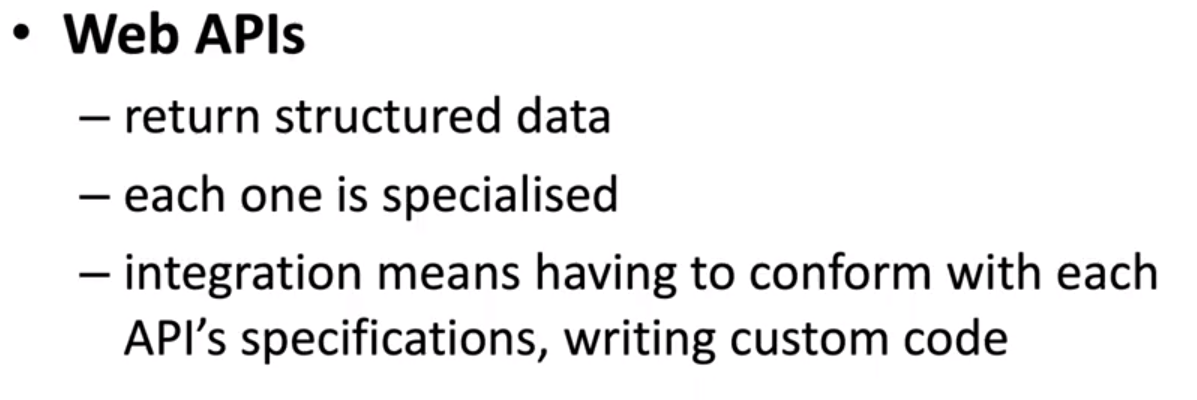 • Web APIs
– return structured data
– each one is specialised
– integration means having to conform with each
API’s specifications, writing custom code